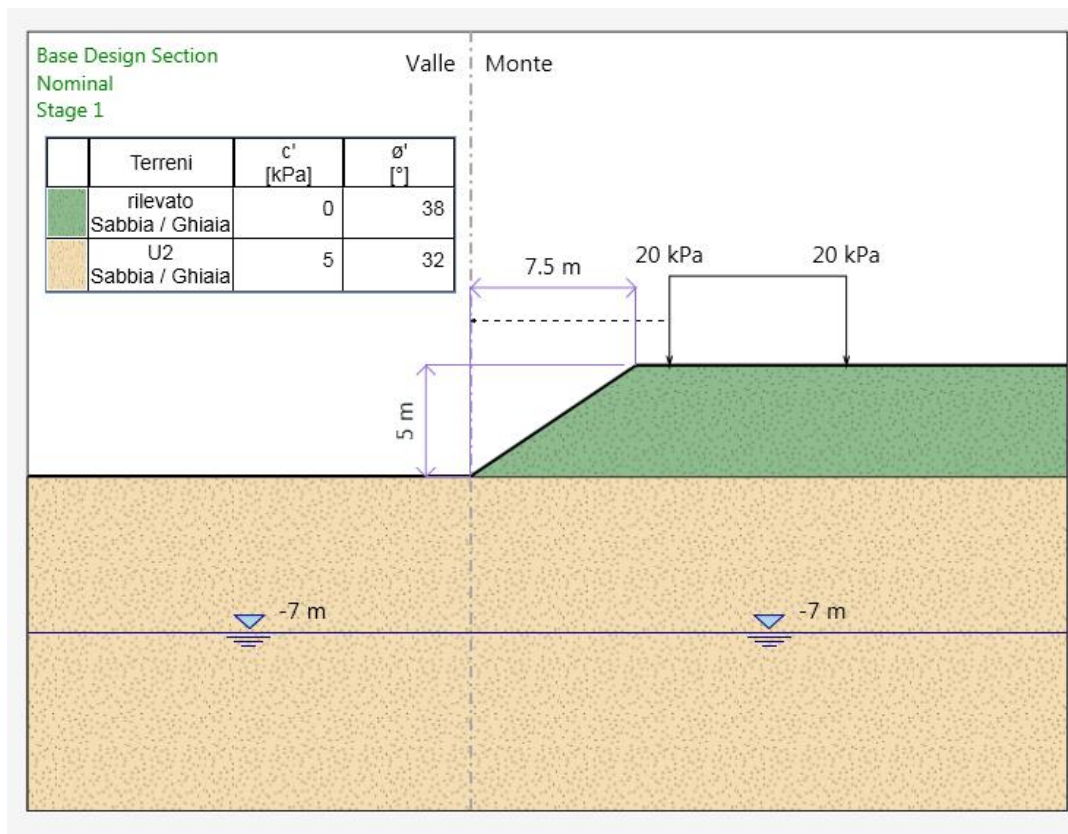 Base Design Section
Nominal
Stage 1
Valle
Monte
Terreni
c'
[kPa]
ø'
[°]
rilevato
Sabbia / Ghiaia
0
38
U2
Sabbia / Ghiaia
5
32
7.5 m
20 kPa
20 kPa
5 m
-7 m
-7 m